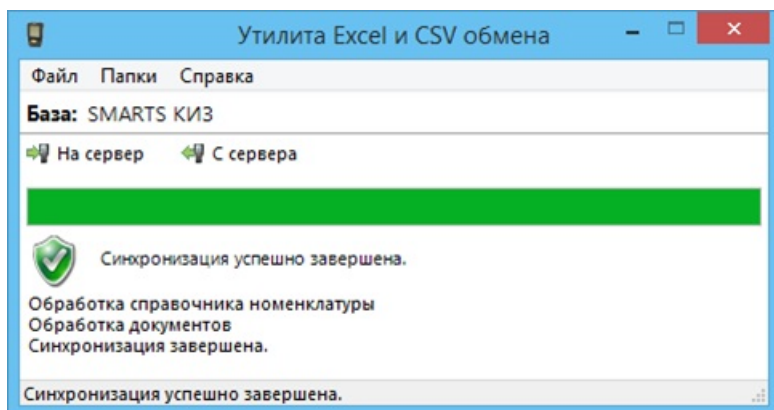 Утилита Excel и CSV обмена
Файл Папки Справка
База: SMARTS КИЗ
На сервер С сервера
Синхронизация успешно завершена.
Обработка справочника номенклатуры
Обработка документов
Синхронизация завершена.
Синхронизация успешно завершена.